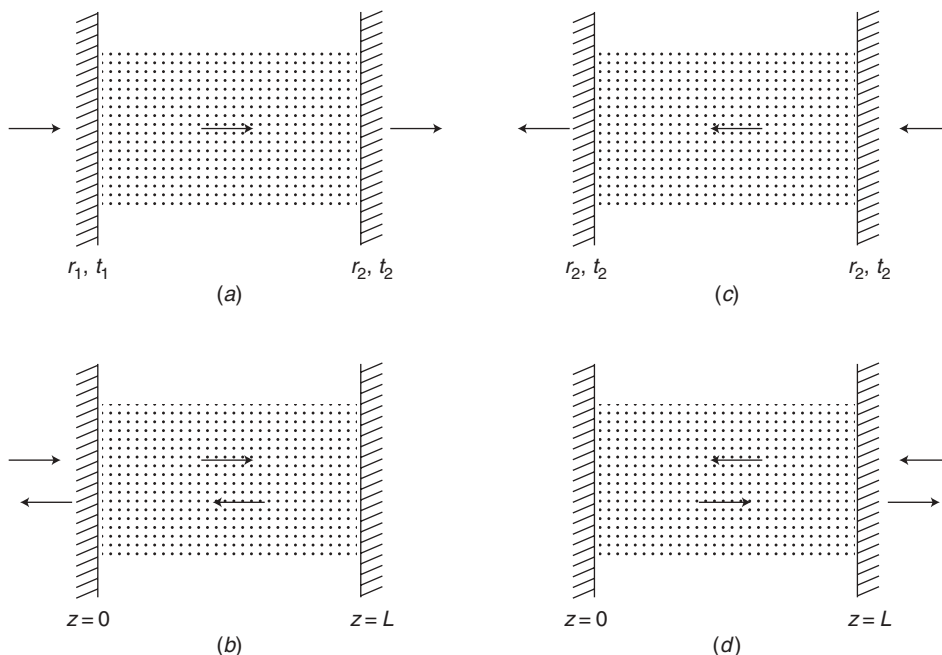 r1, t1 r2, t2
(a)
r2, t2 r2, t2
(c)
z = 0 z = L
(b)
z = 0 z = L
(d)